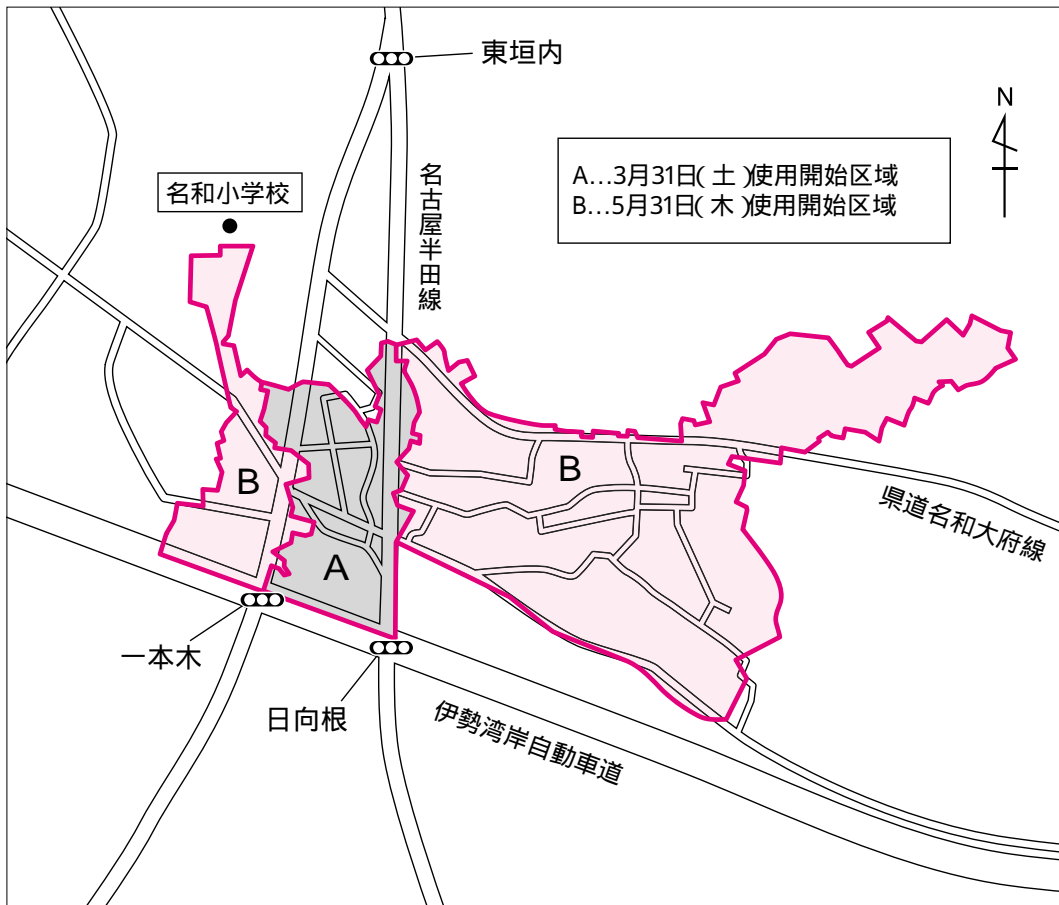 東垣内
N
A…3月31日(土)使用開始区域
B…5月31日(木)使用開始区域
名和小学校
名古屋半田線
B
B
県道名和大府線
A
一本木
日向根
伊勢湾岸自動車道